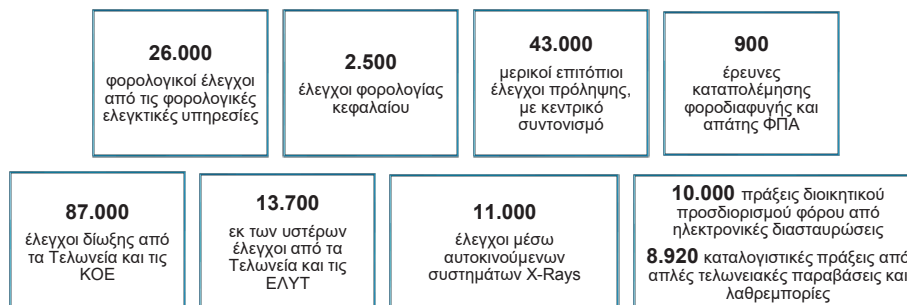 26.000
φορολογικοί έλεγχοι
από τις φορολογικές
ελεγκτικές υπηρεσίες
2.500
έλεγχοι φορολογίας
κεφαλαίου
43.000
μερικοί επιτόπιοι
έλεγχοι πρόληψης,
με κεντρικό
συντονισμό
900
έρευνες
καταπολέμησης
φοροδιαφυγής και
απάτης ΦΠΑ
87.000
έλεγχοι δίωξης από
τα Τελωνεία και τις
ΚΟΕ
13.700
εκ των υστέρων
έλεγχοι από τα
Τελωνεία και τις
ΕΛΥΤ
11.000
έλεγχοι μέσω
αυτοκινούμενων
συστημάτων X-Rays
10.000 πράξεις διοικητικού
προσδιορισμού φόρου από
ηλεκτρονικές διασταυρώσεις
8.920 καταλογιστικές πράξεις από
απλές τελωνειακές παραβάσεις και
λαθρεμπορίες